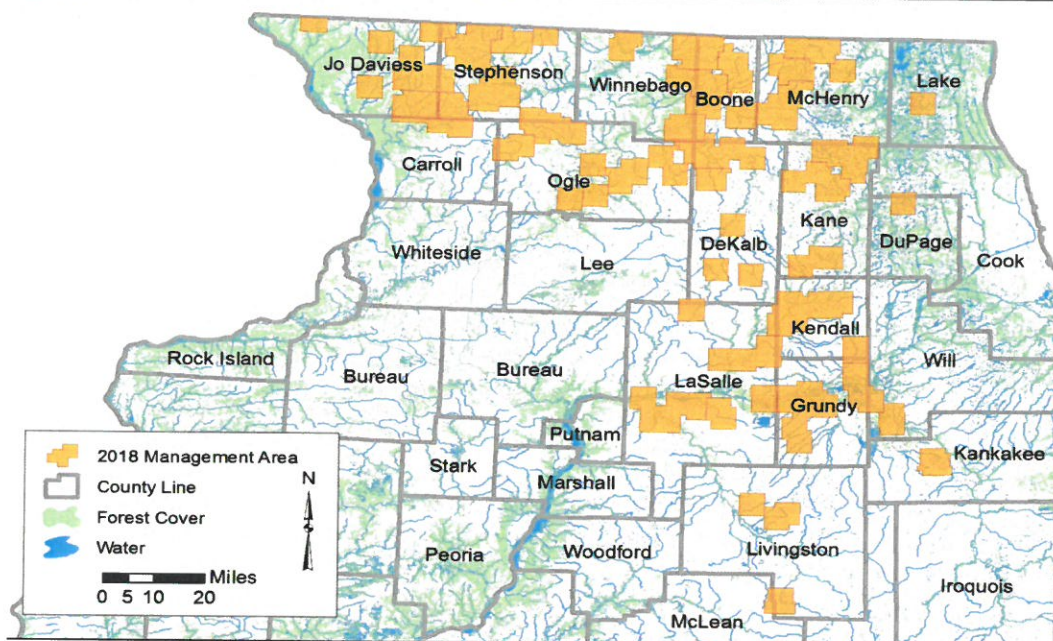 Jo Daviess
Stephenson
Winnebago
Boone
McHenry
Lake
Carroll
Ogle
Kane
DeKalb
DuPage
Cook
Whiteside
Lee
Kendall
Will
Rock Island
Bureau
Bureau
LaSalle
Grundy
Putnam
Kankakee
Stark
Marshall
Peoria
Woodford
Livingston
Iroquois
McLean
2018 Management Area
County Line
Forest Cover
Water
N
Miles
0 5 10 20